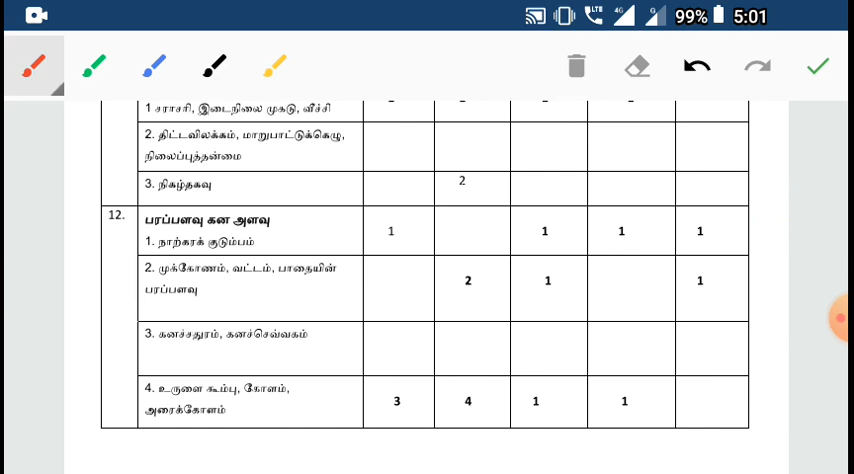 LTE 4G G 99% 5:01
1 சராசரி, இடைநிலை முகடு, வீச்சி
2. திட்டவிலக்கம், மாறுபாட்டுக்கெழு,
நிலைப்புத்தன்மை
3. நிகழ்தகவு 2
12. பரப்பளவு கன அளவு
1. நாற்கரக் குடும்பம் 1 1 1 1
2. முக்கோணம், வட்டம், பாதையின்
பரப்பளவு 2 1 1
3. கனச்சதுரம், கனச்செவ்வகம்
4. உருளை கூம்பு, கோளம்,
அரைக்கோளம் 3 4 1 1